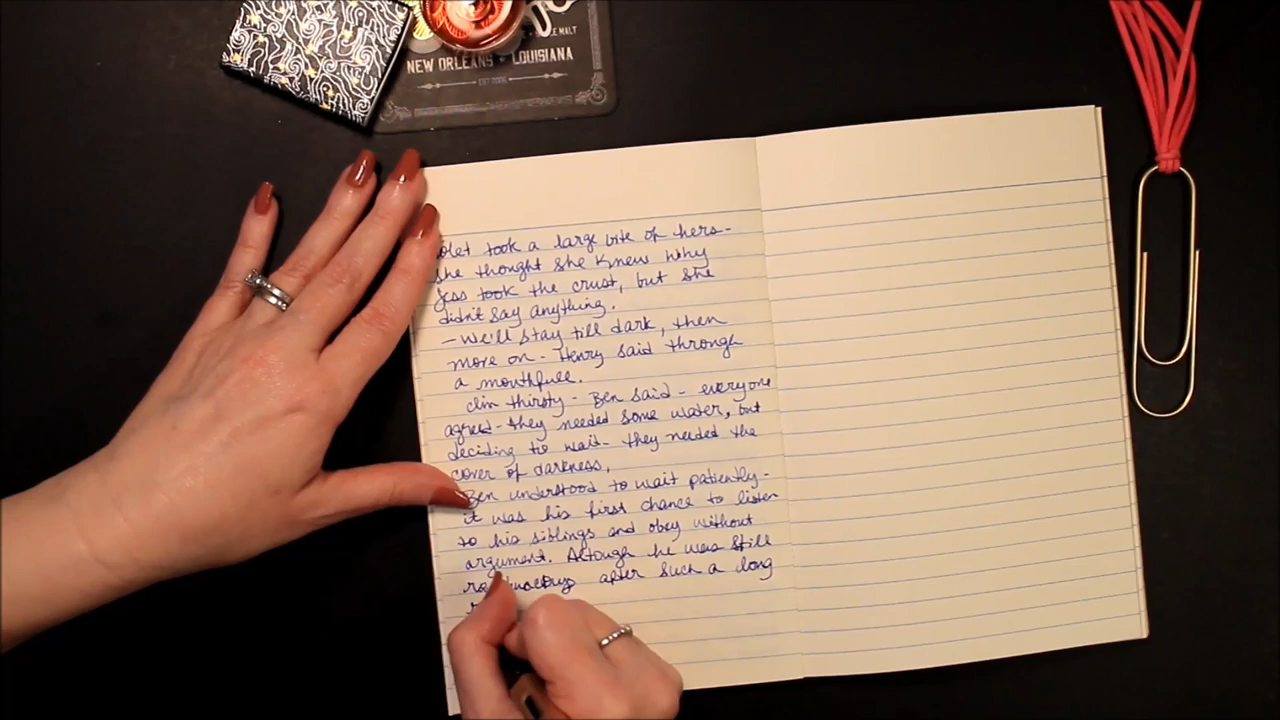 LE MALT
NEW ORLEANS LOUISIANA
olet took a large bite of hers-
she thought she knew why
Jess took the crust, but she
didn't say anything.
- We'll stay till dark, then
more on - Henry said through
a mouthfull.
I'm thirsty - Ben said - everyone
agreed - they needed some water, but
deciding to wait - they needed the
cover of darkness.
Ben understood to wait patiently -
it was his first chance to listen
to his siblings and obey without
argument. Altough he was still
after such a long